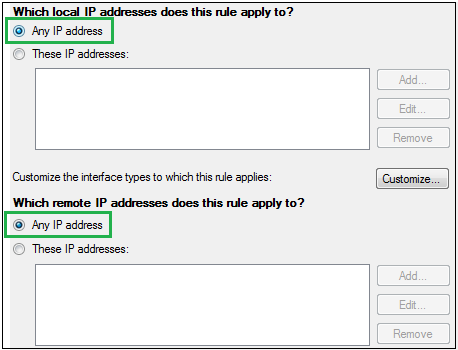 Which local IP addresses does this rule apply to?
Any IP address
These IP addresses:
Add...
Edit...
Remove
Customize the interface types to which this rule applies:
Customize...
Which remote IP addresses does this rule apply to?
Any IP address
These IP addresses:
Add...
Edit...
Remove